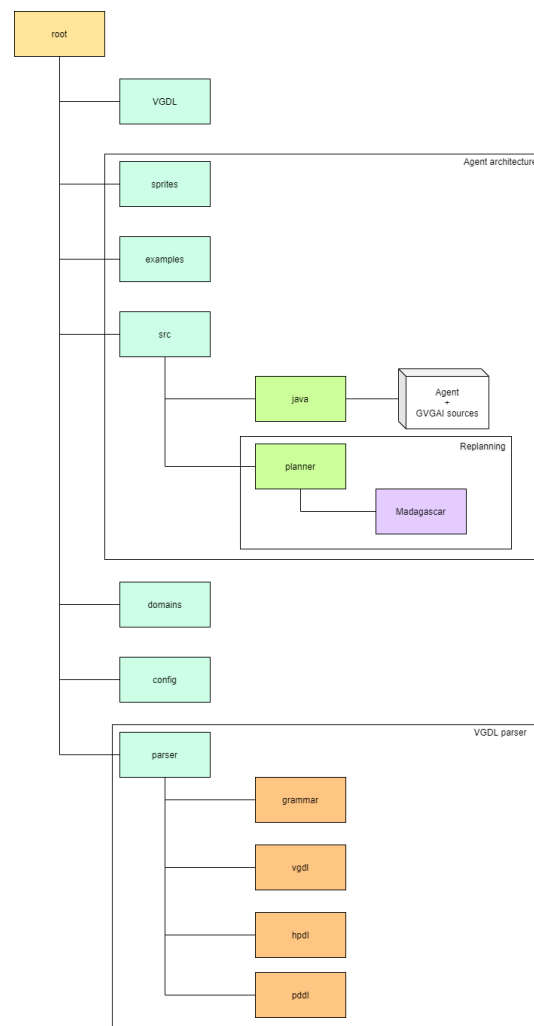 root
VGDL
Agent architecture
sprites
examples
src
java
Agent
+
GVGAI sources
Replanning
planner
Madagascar
domains
config
VGDL parser
parser
grammar
vgdl
hpdl
pddl